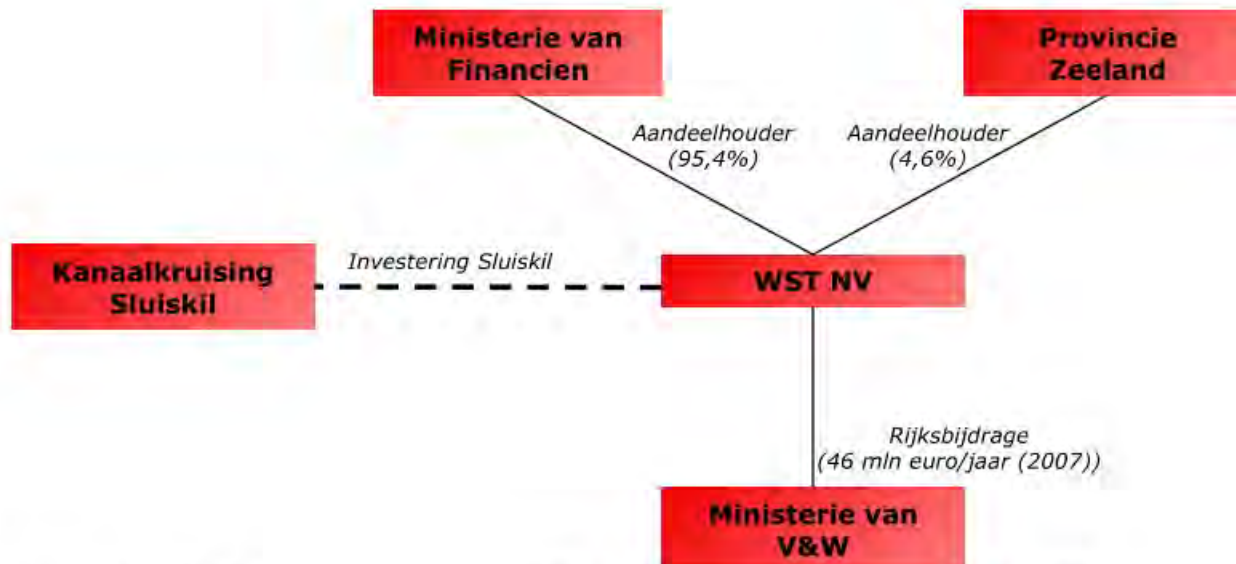 Ministerie van
Financien
Provincie
Zeeland
Aandeelhouder
(95,4%)
Aandeelhouder
(4,6%)
Kanaalkruising
Sluiskil
Investering Sluiskil
WST NV
Rijksbijdrage
(46 mln euro/jaar (2007))
Ministerie van
V&W